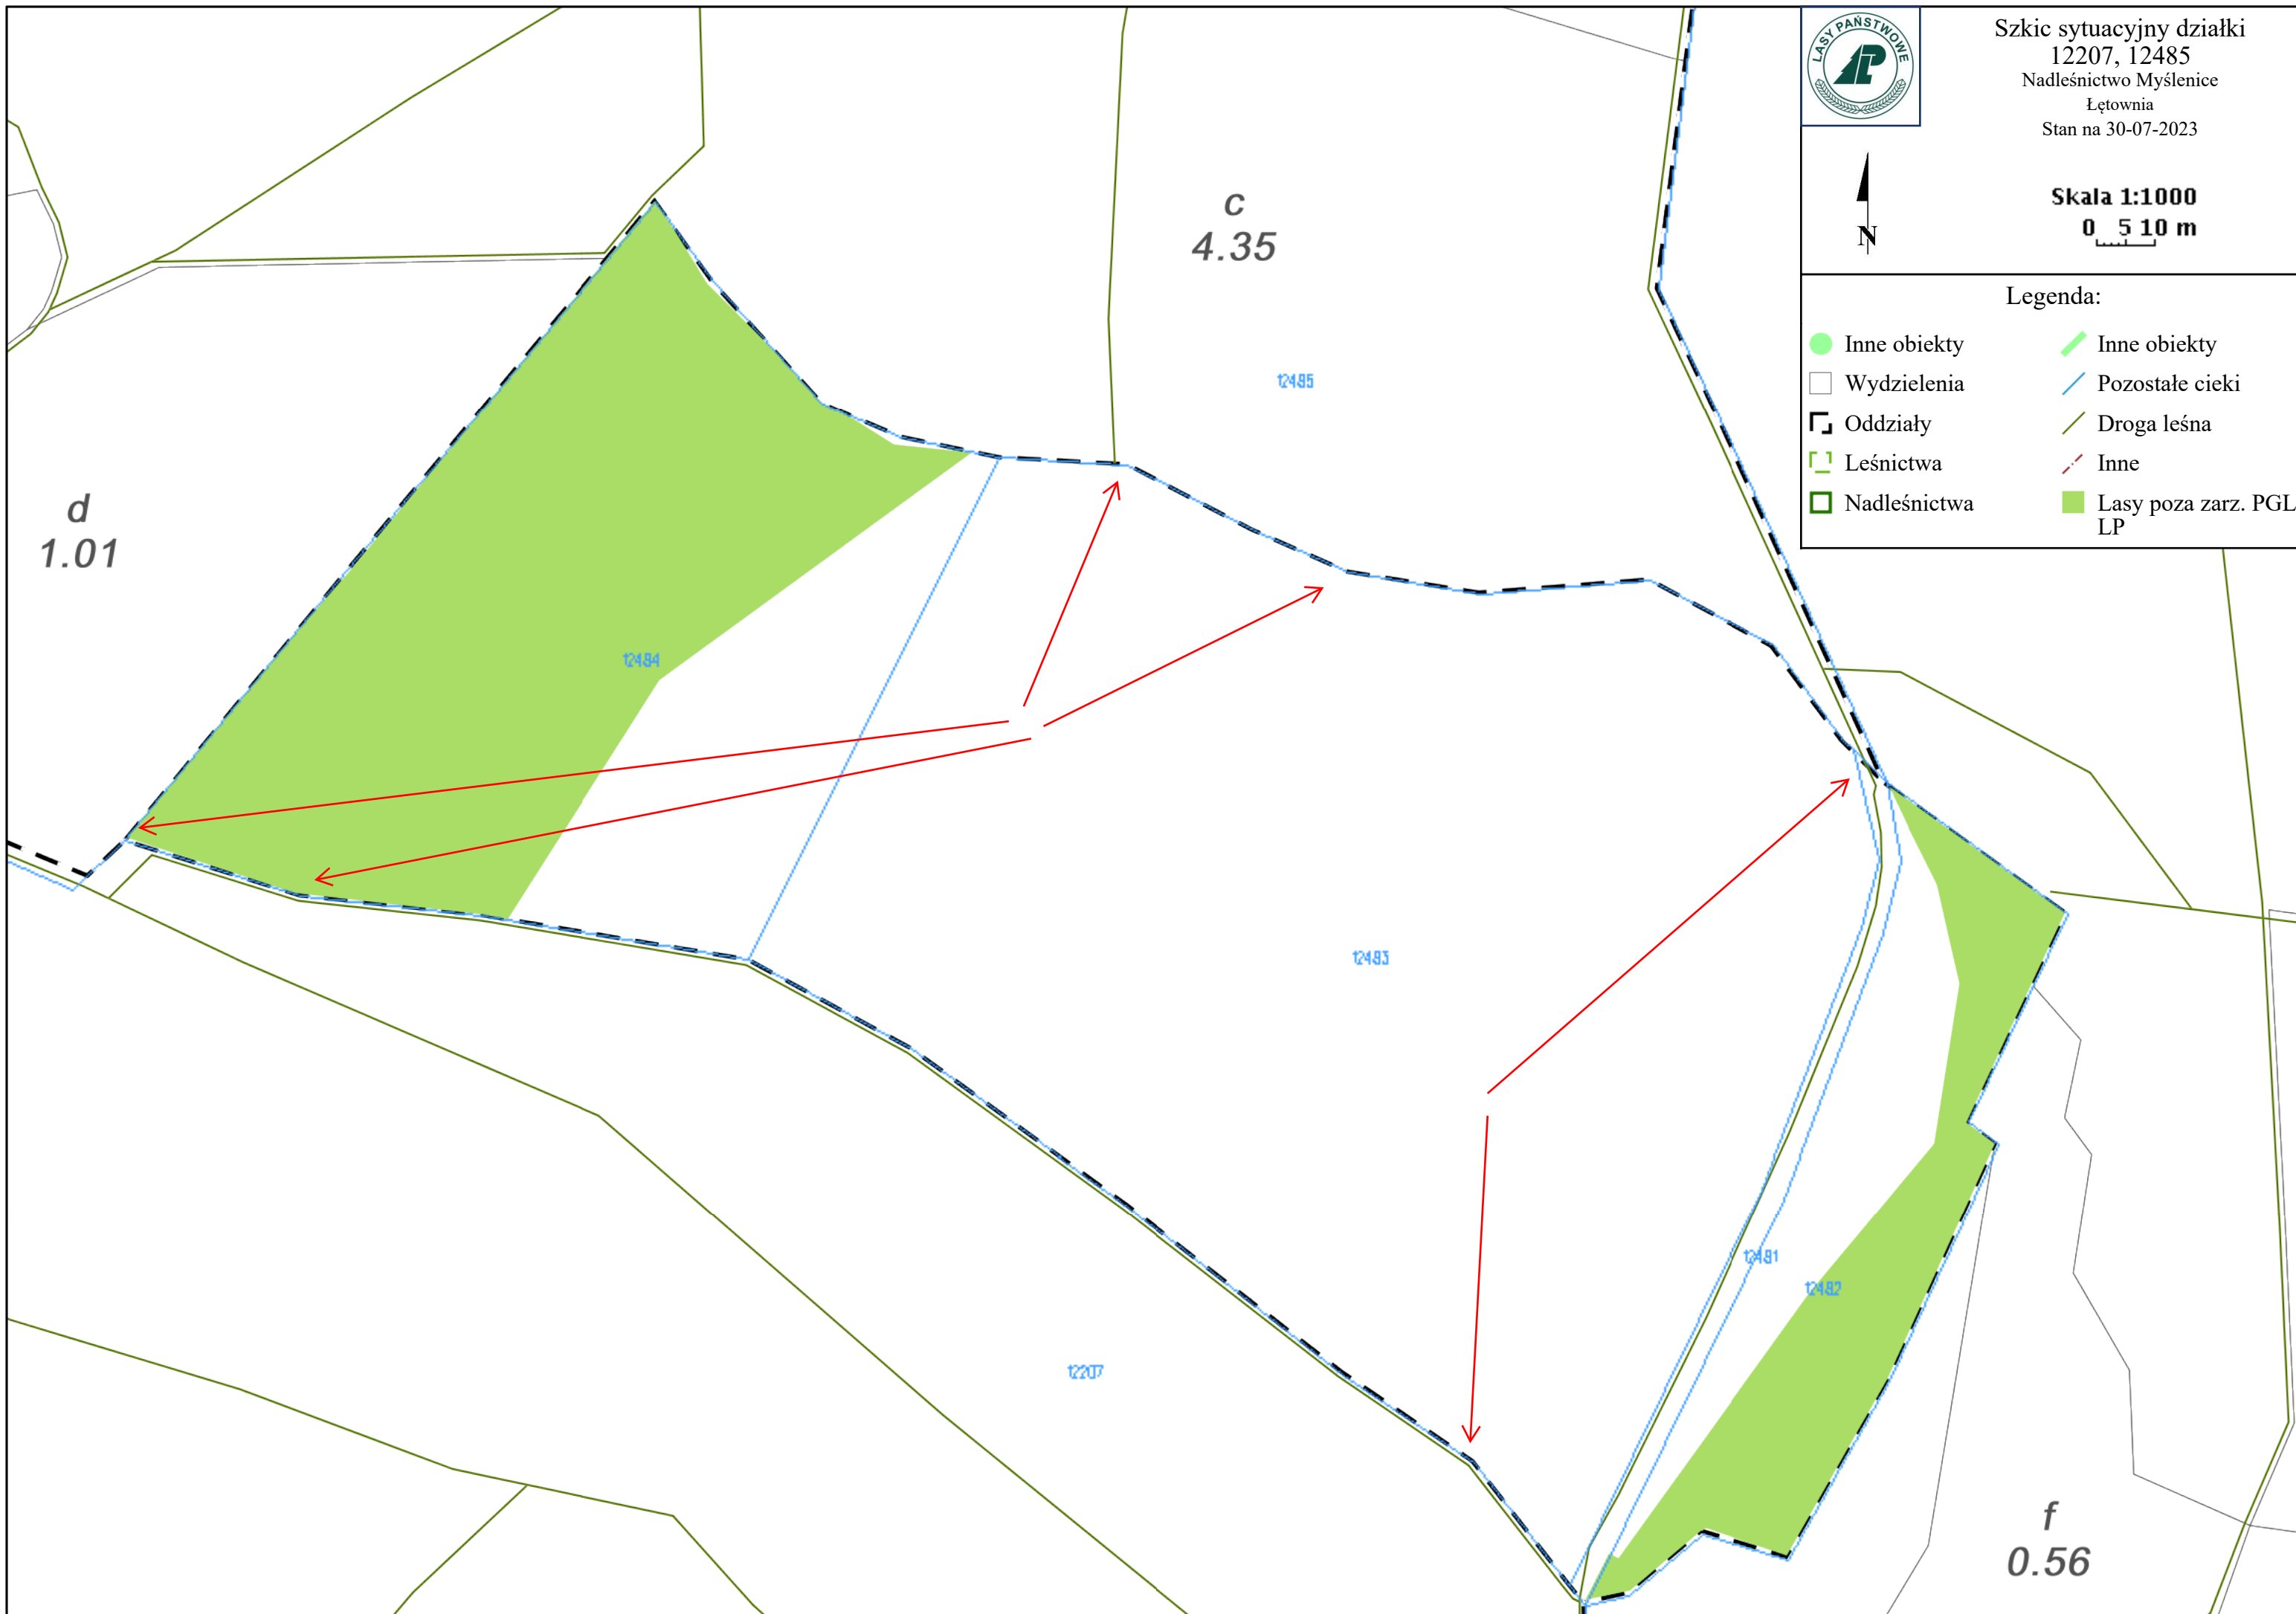 LASY PAŃSTWOWE
LP
Szkic sytuacyjny działki
12207, 12485
Nadleśnictwo Myślenice
Łętownia
Stan na 30-07-2023
N
Skala 1:1000
0 5 10 m
Legenda:
Inne obiekty
Wydzielenia
Oddziały
Leśnictwa
Nadleśnictwa
Inne obiekty
Pozostałe cieki
Droga leśna
Inne
Lasy poza zarz. PGL
LP
c
4.35
12485
d
1.01
12484
12483
12481
12482
12207
f
0.56